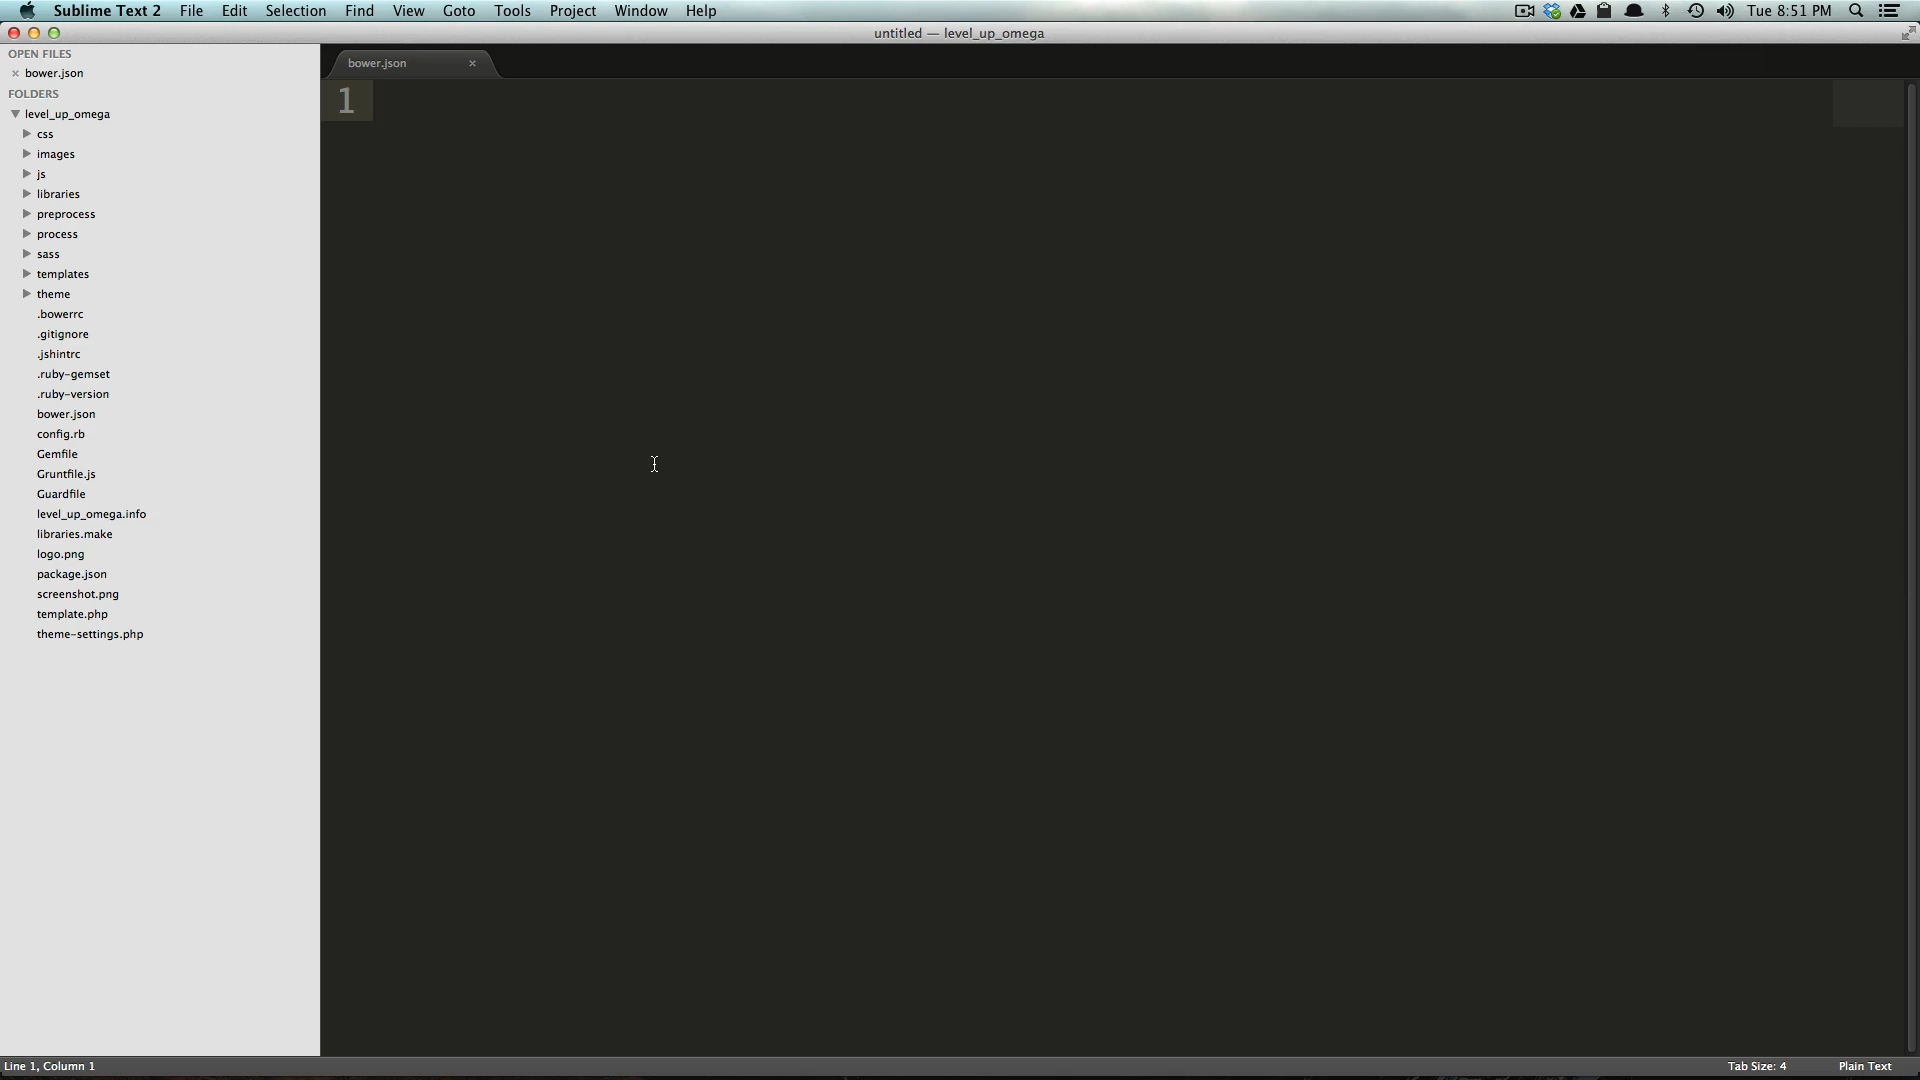 Sublime Text 2 File Edit Selection Find View Goto Tools Project Window Help Tue 8:51 PM
untitled — level_up_omega
OPEN FILES
bower.json
× bower.json
FOLDERS
level_up_omega
1
css
images
js
libraries
preprocess
process
sass
templates
theme
.bowerrc
.gitignore
.jshintrc
.ruby-gemset
.ruby-version
bower.json
config.rb
Gemfile
Gruntfile.js
Guardfile
level_up_omega.info
libraries.make
logo.png
package.json
screenshot.png
template.php
theme-settings.php
Line 1, Column 1 Tab Size: 4 Plain Text